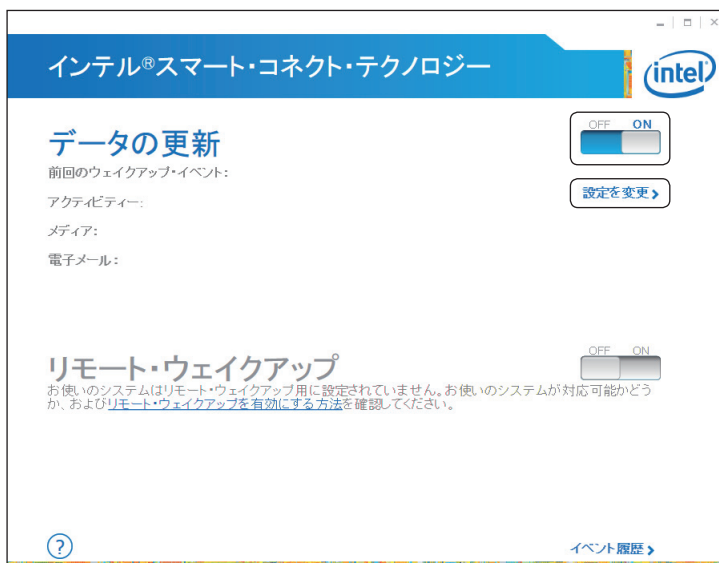 インテル®スマート・コネクト・テクノロジー
intel
データの更新
OFF ON
前回のウェイクアップ・イベント:
設定を変更
アクティビティー:
メディア:
電子メール:
リモート・ウェイクアップ
OFF ON
お使いのシステムはリモート・ウェイクアップ用に設定されていません。お使いのシステムが対応可能かどう
か、およびリモート・ウェイクアップを有効にする方法を確認してください。
?
イベント履歴